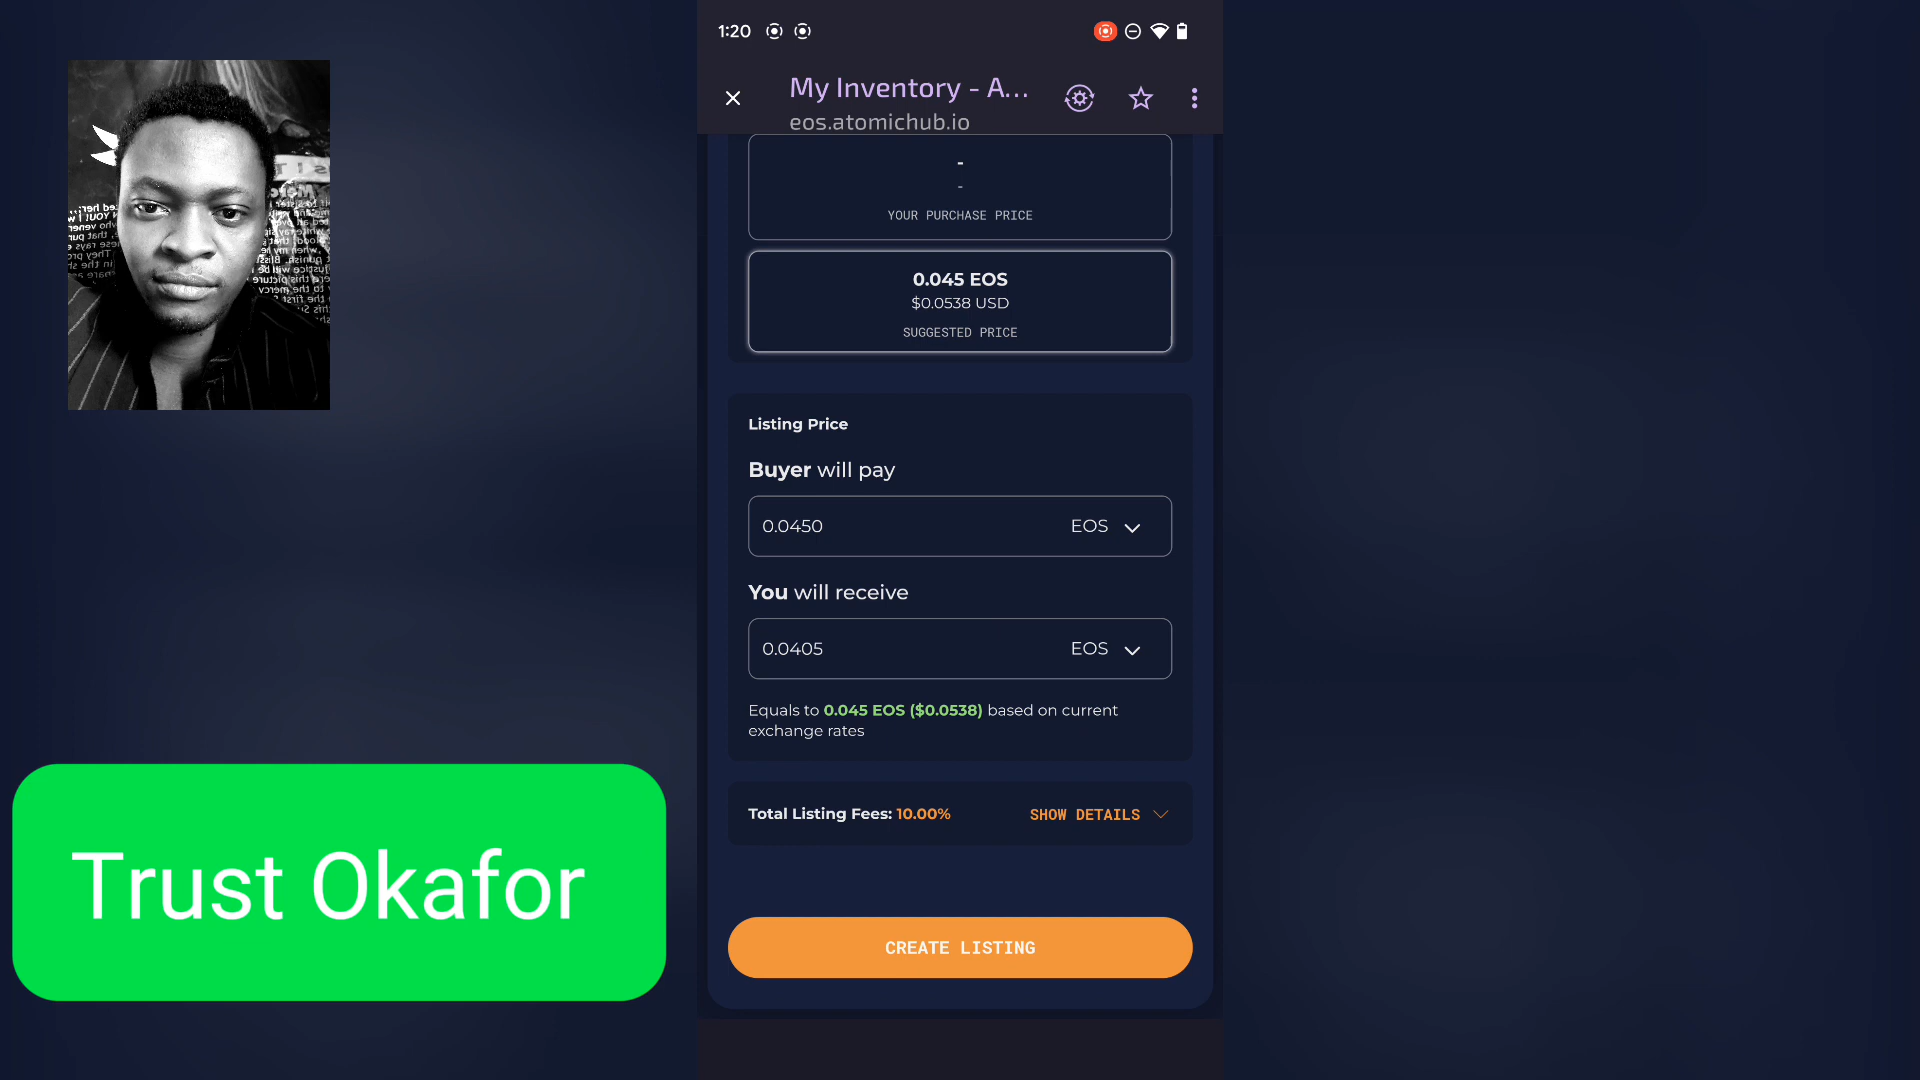 1:20
My Inventory - A...
eos.atomichub.io
-
-
YOUR PURCHASE PRICE
0.045 EOS
$0.0538 USD
SUGGESTED PRICE
Listing Price
Buyer will pay
0.0450 EOS
You will receive
0.0405 EOS
Equals to 0.045 EOS ($0.0538) based on current
exchange rates
Total Listing Fees: 10.00% SHOW DETAILS
CREATE LISTING
Trust Okafor